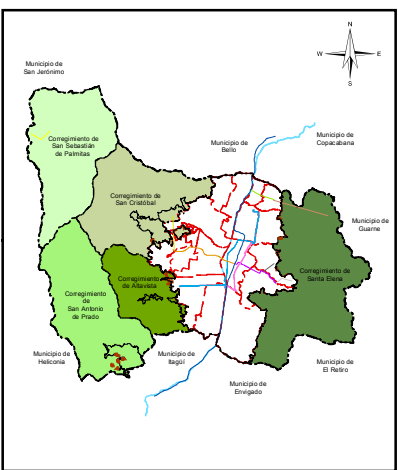 N
W
E
S
Municipio de
San Jerónimo
Municipio de
Copacabana
Municipio de
Bello
Corregimiento de
San Sebastián
de Palmitas
Corregimiento de
San Cristóbal
Municipio de
Guarne
Corregimiento de
Santa Elena
Corregimiento
de Altavista
Corregimiento
de
San Antonio
de Prado
Municipio de
Heliconia
Municipio de
Itagüí
Municipio de
El Retiro
Municipio de
Envigado